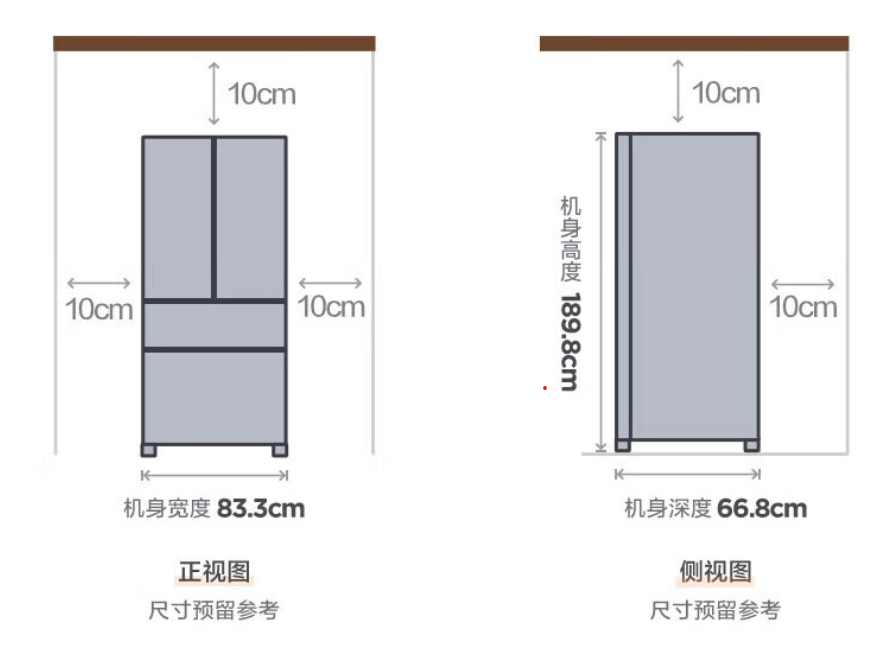 10cm
10cm
10cm
机身宽度 83.3cm
正视图
尺寸预留参考
10cm
机身高度 189.8cm
10cm
机身深度 66.8cm
侧视图
尺寸预留参考